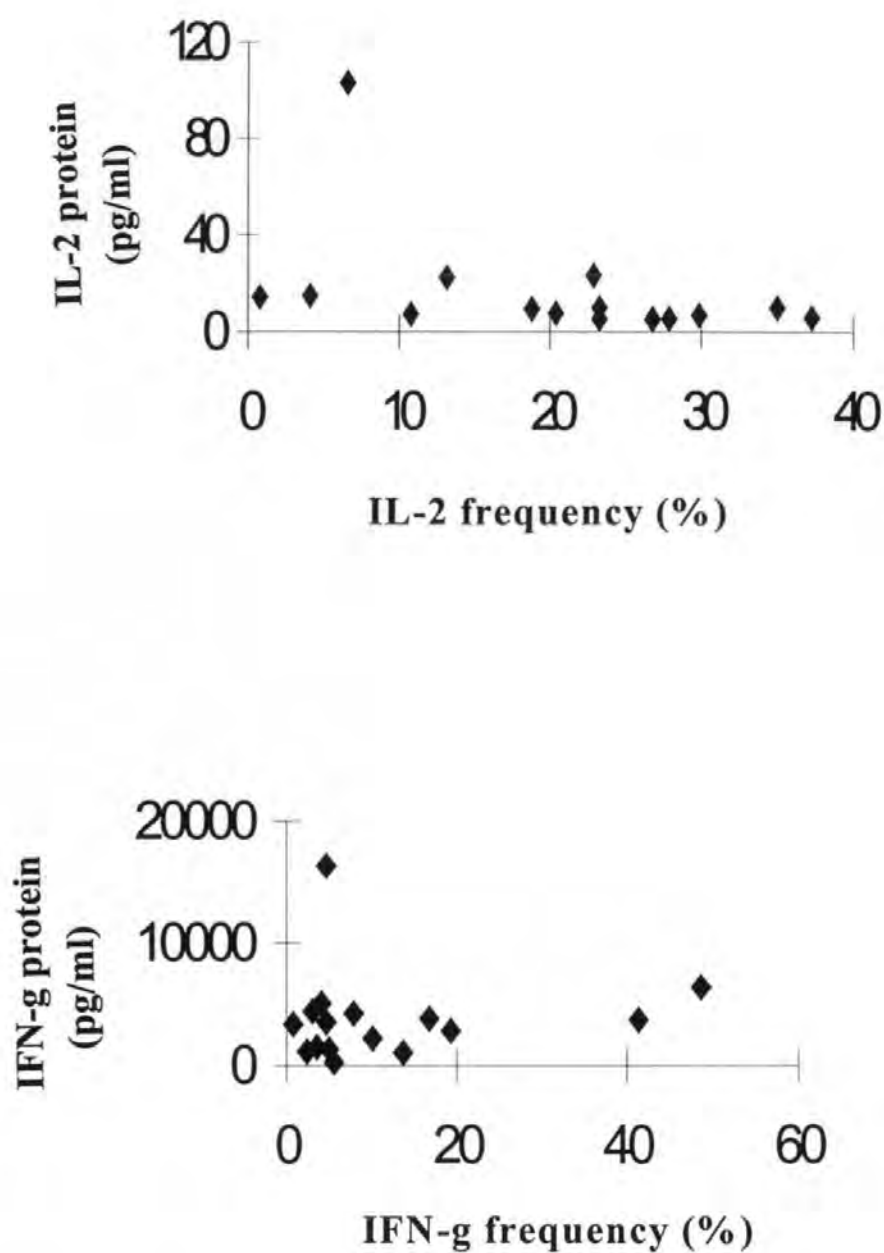 120
80
40
0
IL-2 protein
(pg/ml)
0 10 20 30 40
IL-2 frequency (%)
20000
10000
0
IFN-g protein
(pg/ml)
0 20 40 60
IFN-g frequency (%)